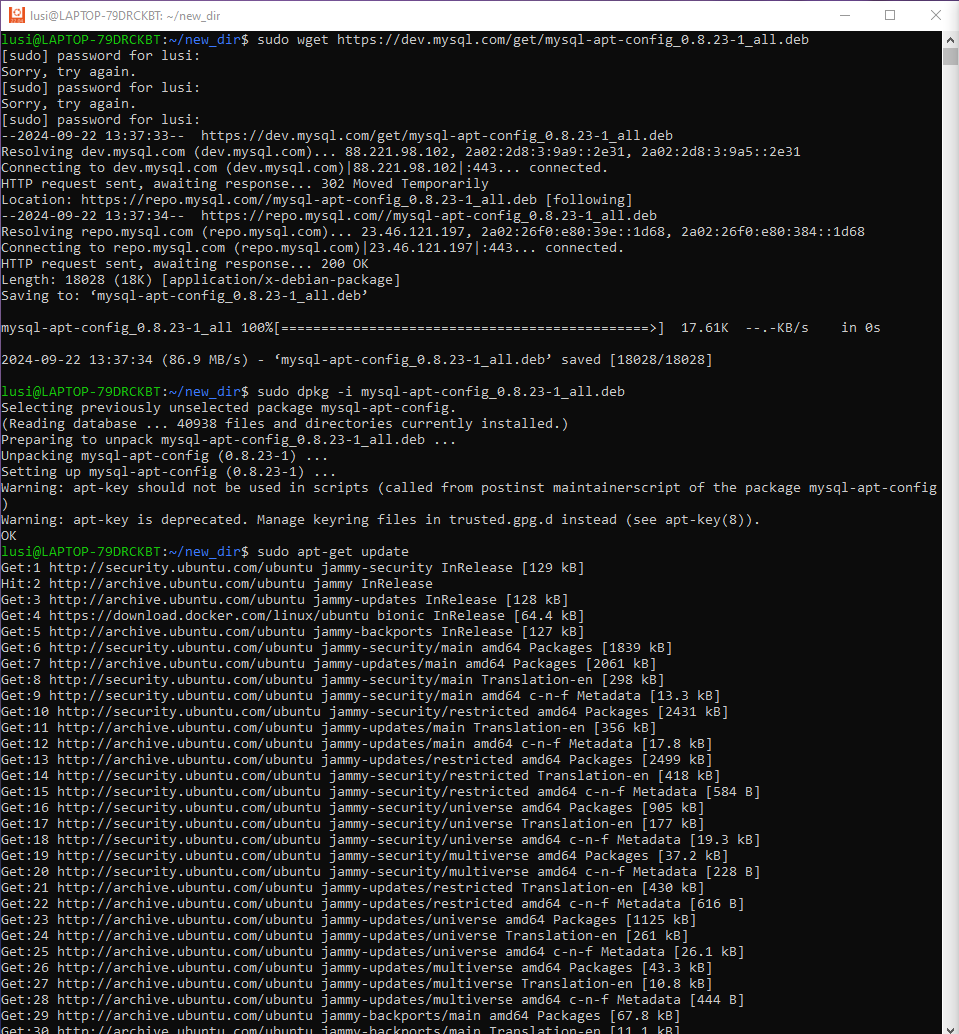 lusi@LAPTOP-79DRCKBT: ~/new_dir
lusi@LAPTOP-79DRCKBT:~/new_dir$ sudo wget https://dev.mysql.com/get/mysql-apt-config_0.8.23-1_all.deb
[sudo] password for lusi:
Sorry, try again.
[sudo] password for lusi:
Sorry, try again.
[sudo] password for lusi:
--2024-09-22 13:37:33--  https://dev.mysql.com/get/mysql-apt-config_0.8.23-1_all.deb
Resolving dev.mysql.com (dev.mysql.com)... 88.221.98.102, 2a02:2d8:3:9a9::2e31, 2a02:2d8:3:9a5::2e31
Connecting to dev.mysql.com (dev.mysql.com)|88.221.98.102|:443... connected.
HTTP request sent, awaiting response... 302 Moved Temporarily
Location: https://repo.mysql.com//mysql-apt-config_0.8.23-1_all.deb [following]
--2024-09-22 13:37:34--  https://repo.mysql.com//mysql-apt-config_0.8.23-1_all.deb
Resolving repo.mysql.com (repo.mysql.com)... 23.46.121.197, 2a02:26f0:e80:39e::1d68, 2a02:26f0:e80:384::1d68
Connecting to repo.mysql.com (repo.mysql.com)|23.46.121.197|:443... connected.
HTTP request sent, awaiting response... 200 OK
Length: 18028 (18K) [application/x-debian-package]
Saving to: ‘mysql-apt-config_0.8.23-1_all.deb’
mysql-apt-config_0.8.23-1_all 100%[==============================================>]  17.61K  --.-KB/s    in 0s
2024-09-22 13:37:34 (86.9 MB/s) - ‘mysql-apt-config_0.8.23-1_all.deb’ saved [18028/18028]
lusi@LAPTOP-79DRCKBT:~/new_dir$ sudo dpkg -i mysql-apt-config_0.8.23-1_all.deb
Selecting previously unselected package mysql-apt-config.
(Reading database ... 40938 files and directories currently installed.)
Preparing to unpack mysql-apt-config_0.8.23-1_all.deb ...
Unpacking mysql-apt-config (0.8.23-1) ...
Setting up mysql-apt-config (0.8.23-1) ...
Warning: apt-key should not be used in scripts (called from postinst maintainerscript of the package mysql-apt-config
)
Warning: apt-key is deprecated. Manage keyring files in trusted.gpg.d instead (see apt-key(8)).
OK
lusi@LAPTOP-79DRCKBT:~/new_dir$ sudo apt-get update
Get:1 http://security.ubuntu.com/ubuntu jammy-security InRelease [129 kB]
Hit:2 http://archive.ubuntu.com/ubuntu jammy InRelease
Get:3 http://archive.ubuntu.com/ubuntu jammy-updates InRelease [128 kB]
Get:4 https://download.docker.com/linux/ubuntu bionic InRelease [64.4 kB]
Get:5 http://archive.ubuntu.com/ubuntu jammy-backports InRelease [127 kB]
Get:6 http://security.ubuntu.com/ubuntu jammy-security/main amd64 Packages [1839 kB]
Get:7 http://archive.ubuntu.com/ubuntu jammy-updates/main amd64 Packages [2061 kB]
Get:8 http://security.ubuntu.com/ubuntu jammy-security/main Translation-en [298 kB]
Get:9 http://security.ubuntu.com/ubuntu jammy-security/main amd64 c-n-f Metadata [13.3 kB]
Get:10 http://security.ubuntu.com/ubuntu jammy-security/restricted amd64 Packages [2431 kB]
Get:11 http://archive.ubuntu.com/ubuntu jammy-updates/main Translation-en [356 kB]
Get:12 http://archive.ubuntu.com/ubuntu jammy-updates/main amd64 c-n-f Metadata [17.8 kB]
Get:13 http://archive.ubuntu.com/ubuntu jammy-updates/restricted amd64 Packages [2499 kB]
Get:14 http://security.ubuntu.com/ubuntu jammy-security/restricted Translation-en [418 kB]
Get:15 http://security.ubuntu.com/ubuntu jammy-security/restricted amd64 c-n-f Metadata [584 B]
Get:16 http://security.ubuntu.com/ubuntu jammy-security/universe amd64 Packages [905 kB]
Get:17 http://security.ubuntu.com/ubuntu jammy-security/universe Translation-en [177 kB]
Get:18 http://security.ubuntu.com/ubuntu jammy-security/universe amd64 c-n-f Metadata [19.3 kB]
Get:19 http://security.ubuntu.com/ubuntu jammy-security/multiverse amd64 Packages [37.2 kB]
Get:20 http://security.ubuntu.com/ubuntu jammy-security/multiverse amd64 c-n-f Metadata [228 B]
Get:21 http://archive.ubuntu.com/ubuntu jammy-updates/restricted Translation-en [430 kB]
Get:22 http://archive.ubuntu.com/ubuntu jammy-updates/restricted amd64 c-n-f Metadata [616 B]
Get:23 http://archive.ubuntu.com/ubuntu jammy-updates/universe amd64 Packages [1125 kB]
Get:24 http://archive.ubuntu.com/ubuntu jammy-updates/universe Translation-en [261 kB]
Get:25 http://archive.ubuntu.com/ubuntu jammy-updates/universe amd64 c-n-f Metadata [26.1 kB]
Get:26 http://archive.ubuntu.com/ubuntu jammy-updates/multiverse amd64 Packages [43.3 kB]
Get:27 http://archive.ubuntu.com/ubuntu jammy-updates/multiverse Translation-en [10.8 kB]
Get:28 http://archive.ubuntu.com/ubuntu jammy-updates/multiverse amd64 c-n-f Metadata [444 B]
Get:29 http://archive.ubuntu.com/ubuntu jammy-backports/main amd64 Packages [67.8 kB]
Get:30 http://archive.ubuntu.com/ubuntu jammy-backports/main Translation-en [11.1 kB]